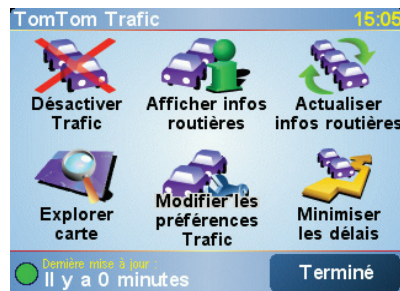 TomTom Trafic 15:05
Désactiver
Trafic
Afficher infos
routières
Actualiser
infos routières
Explorer
carte
Modifier les
préférences
Trafic
Minimiser
les délais
Dernière mise à jour :
Il y a 0 minutes
Terminé